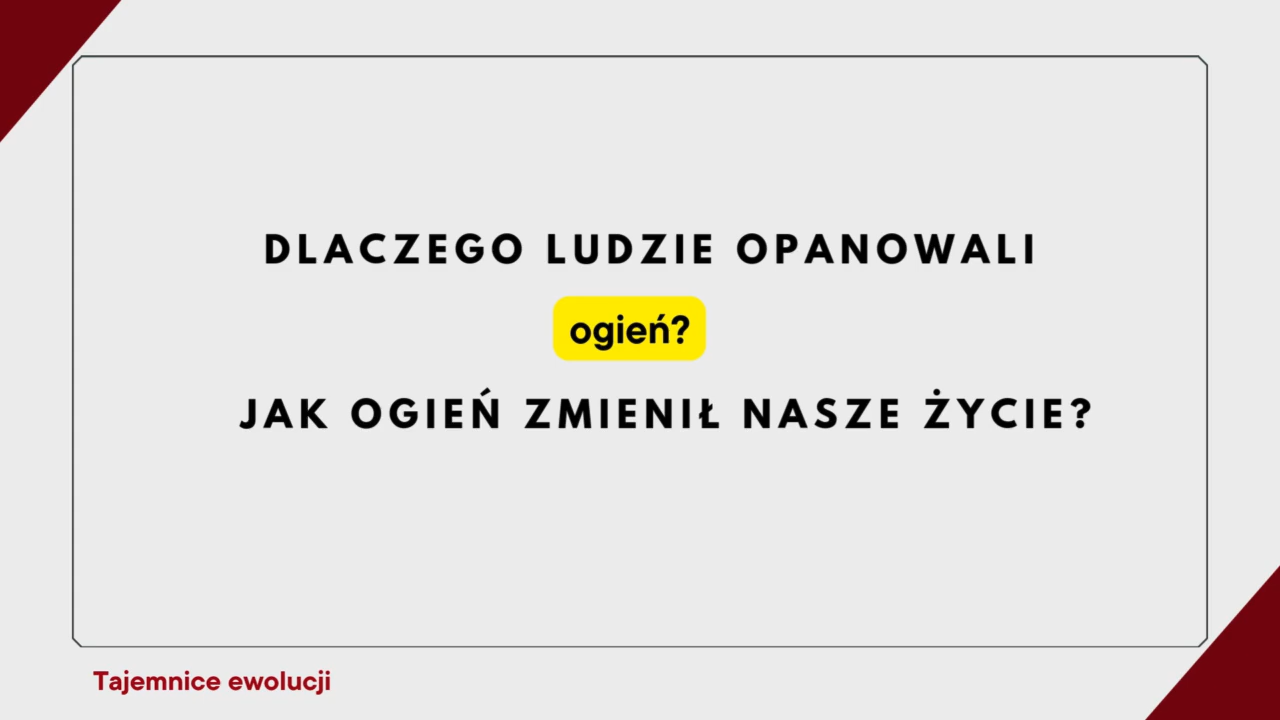 DLACZEGO LUDZIE OPANOWALI
ogień?
JAK OGIEŃ ZMIENIŁ NASZE ŻYCIE?
Tajemnice ewolucji